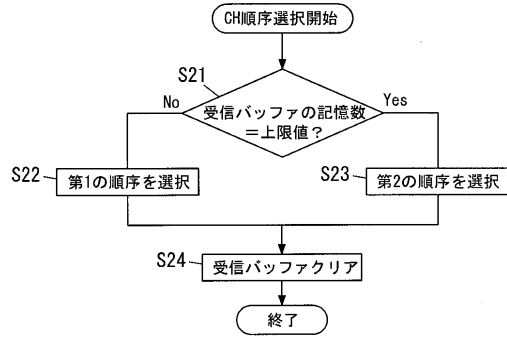 CH順序選択開始
S21
No
Yes
受信バッファの記憶数
=上限値?
S22
第1の順序を選択
S23
第2の順序を選択
S24
受信バッファクリア
終了